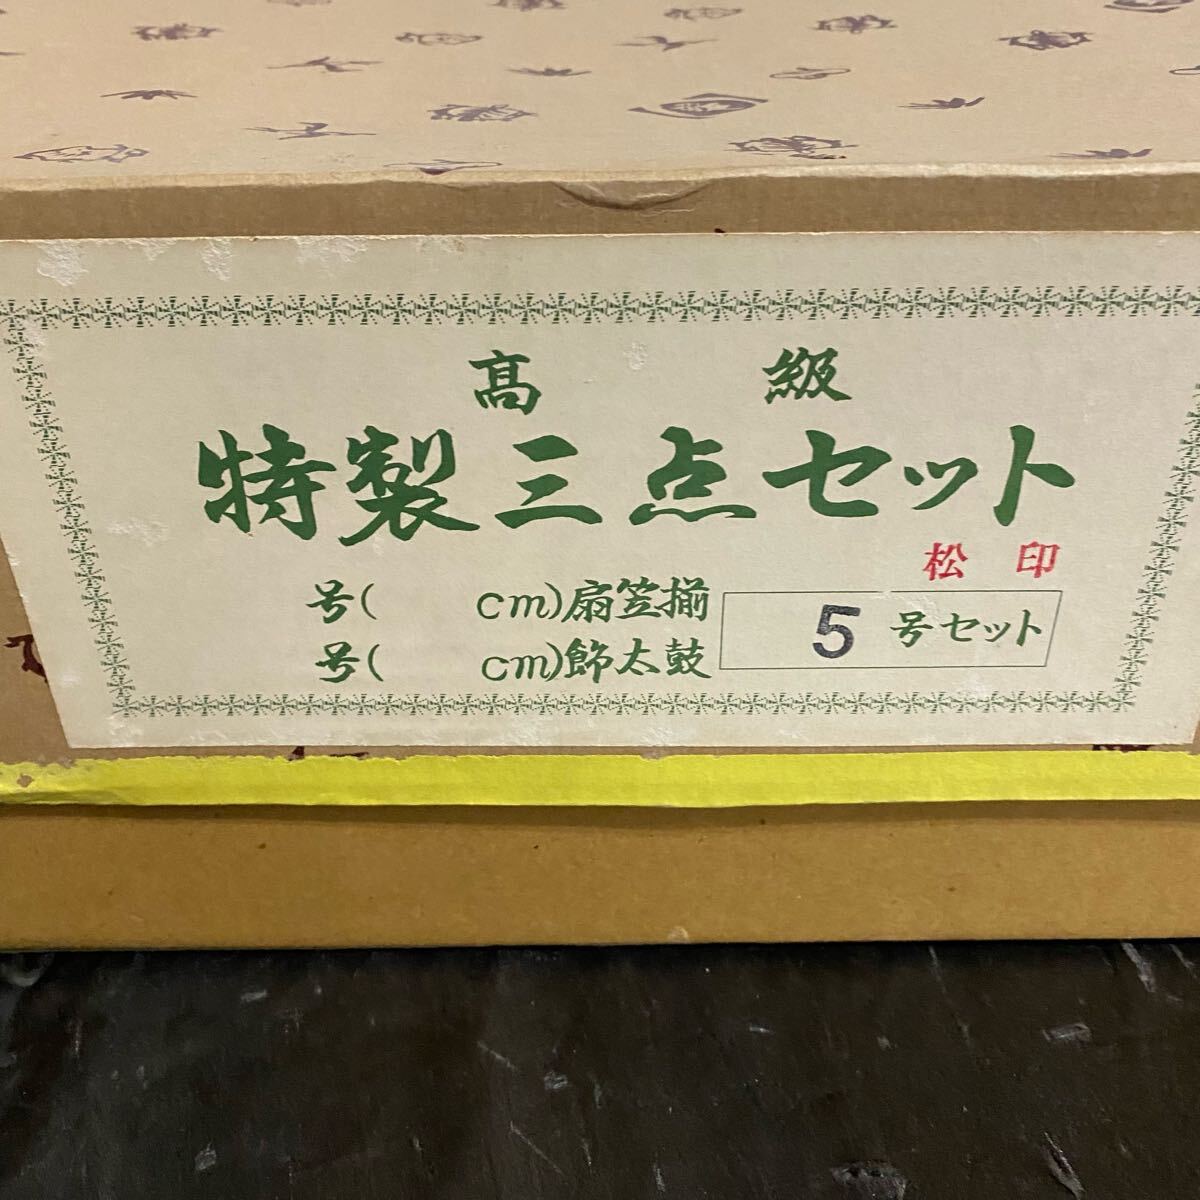 高級
特製三点セット
松印
号(　　cm)扇笠揃
号(　　cm)飾太鼓
5号セット